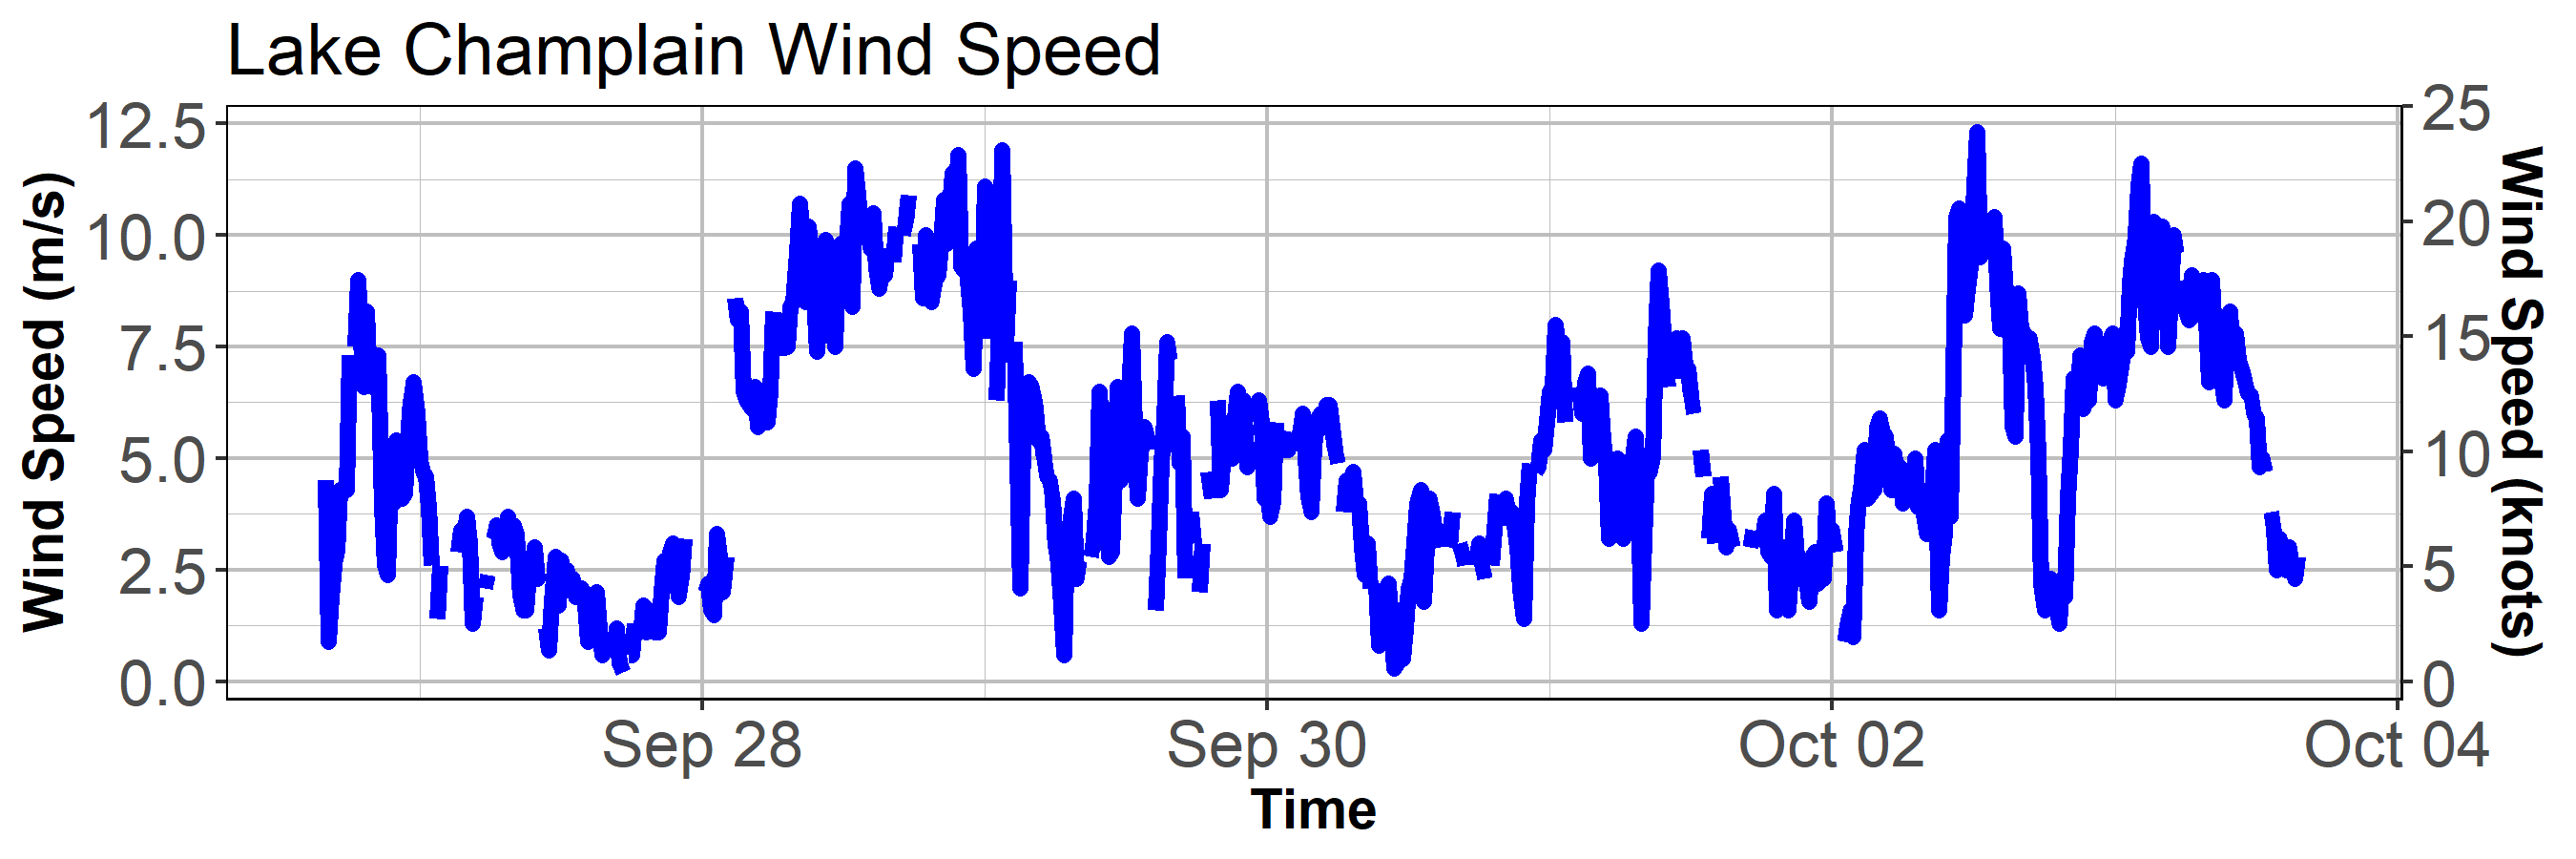 Lake Champlain Wind Speed
Wind Speed (m/s)
12.5
10.0
7.5
5.0
2.5
0.0
25
20
15
10
5
0
Wind Speed (knots)
Sep 28 Sep 30 Oct 02 Oct 04
Time